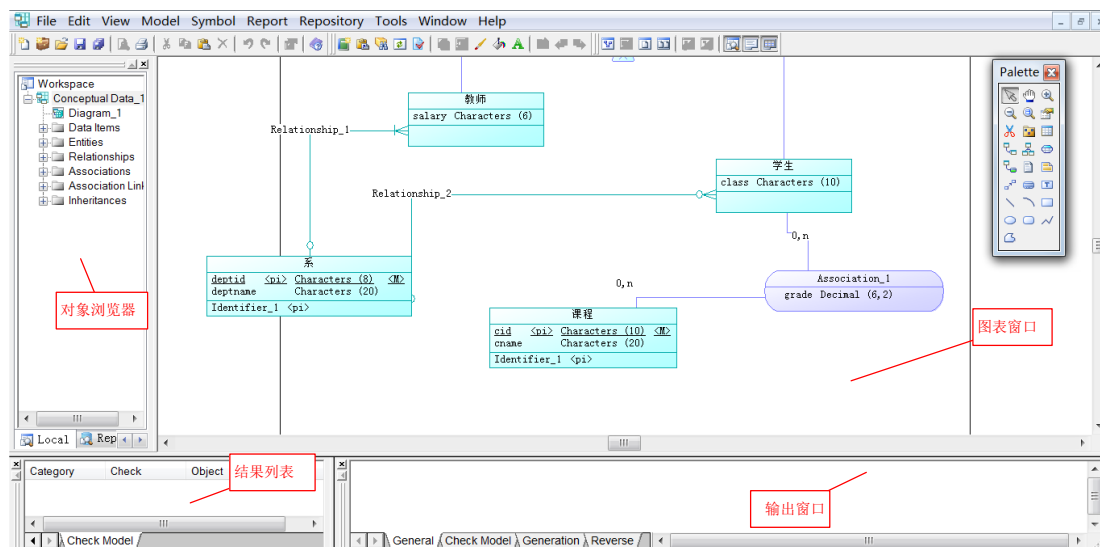 File Edit View Model Symbol Report Repository Tools Window Help
Workspace
Conceptual Data_1
Diagram_1
Data Items
Entities
Relationships
Associations
Association Link
Inheritances
对象浏览器
Local
Rep
教师
salary Characters (6)
Relationship_1
学生
class Characters (10)
Relationship_2
0,n
系
deptid <pi> Characters (8) <M>
deptname Characters (20)
Identifier_1 <pi>
Association_1
grade Decimal (6,2)
0,n
课程
cid <pi> Characters (10) <M>
cname Characters (20)
Identifier_1 <pi>
图表窗口
Palette
Category Check Object
结果列表
Check Model
输出窗口
General Check Model Generation Reverse